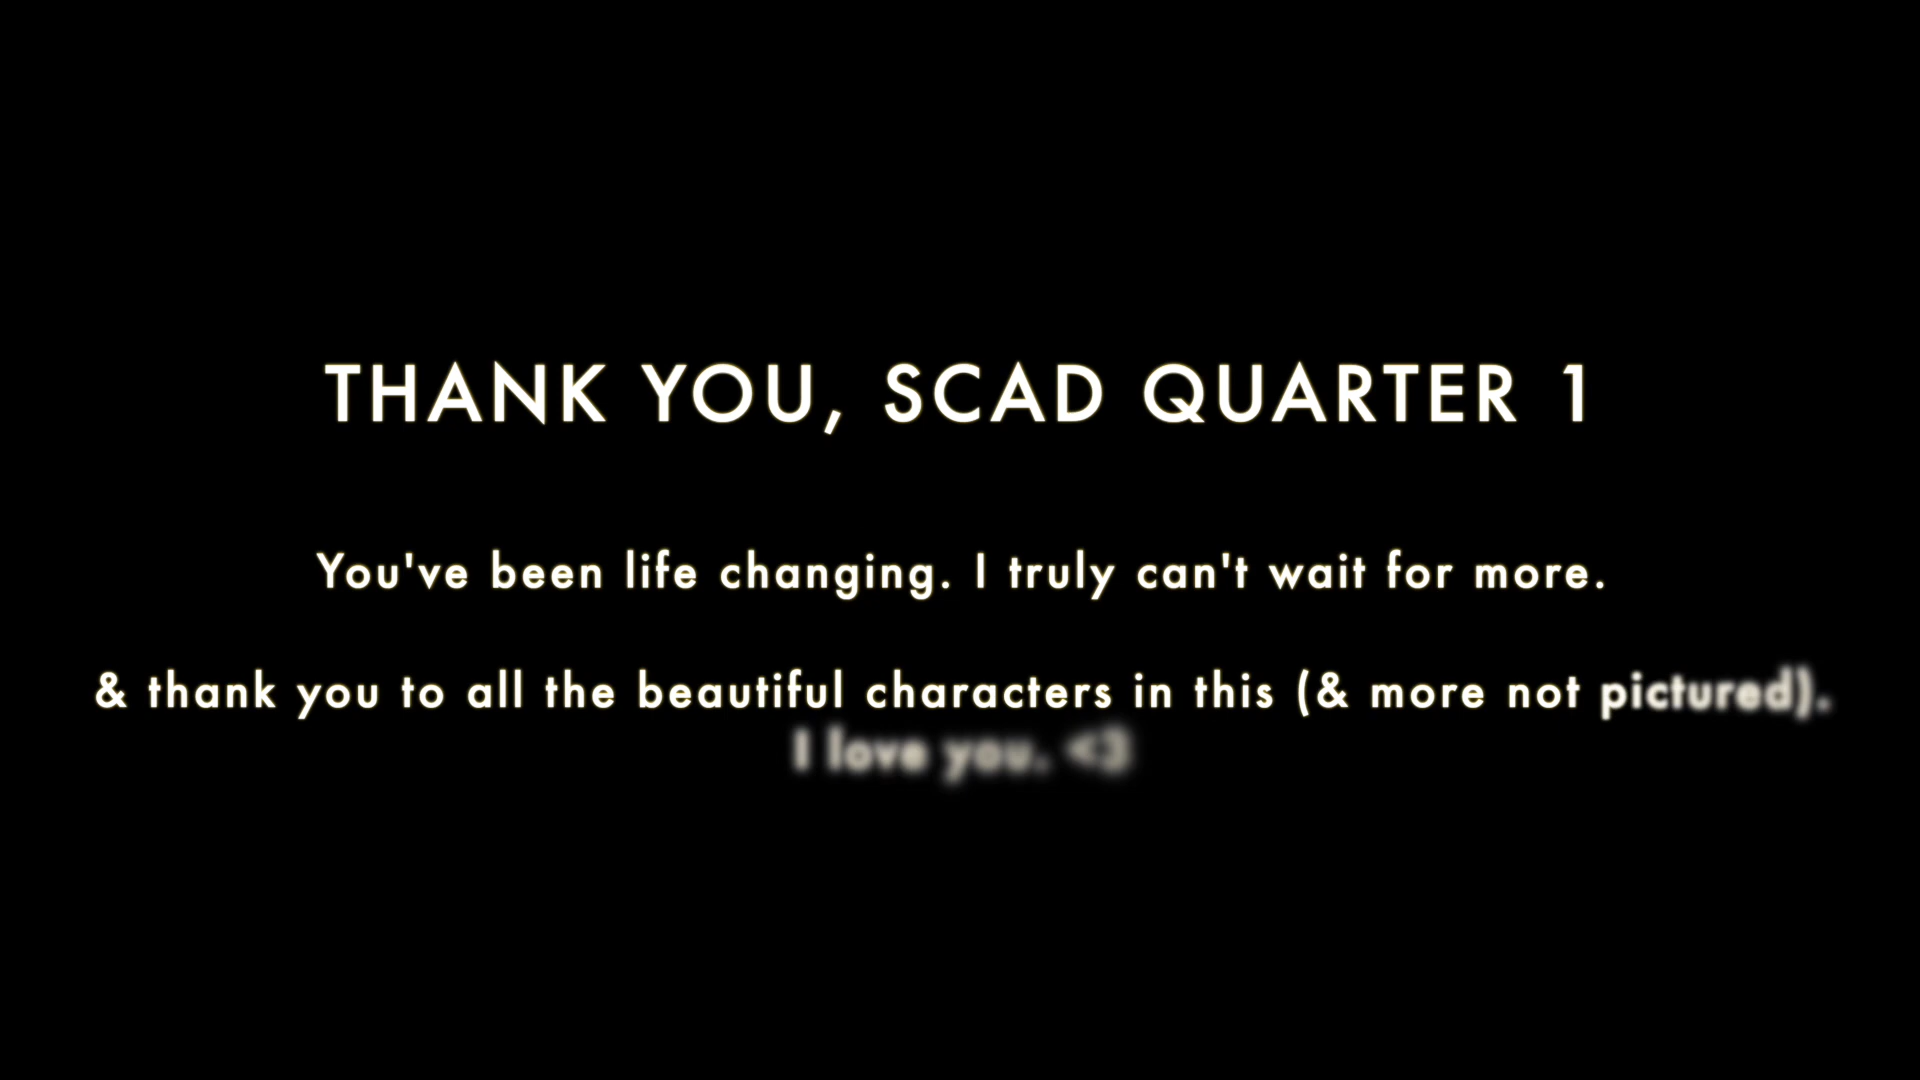 THANK YOU, SCAD QUARTER 1
You've been life changing. I truly can't wait for more.
& thank you to all the beautiful characters in this (& more not pictured).
I love you. <3